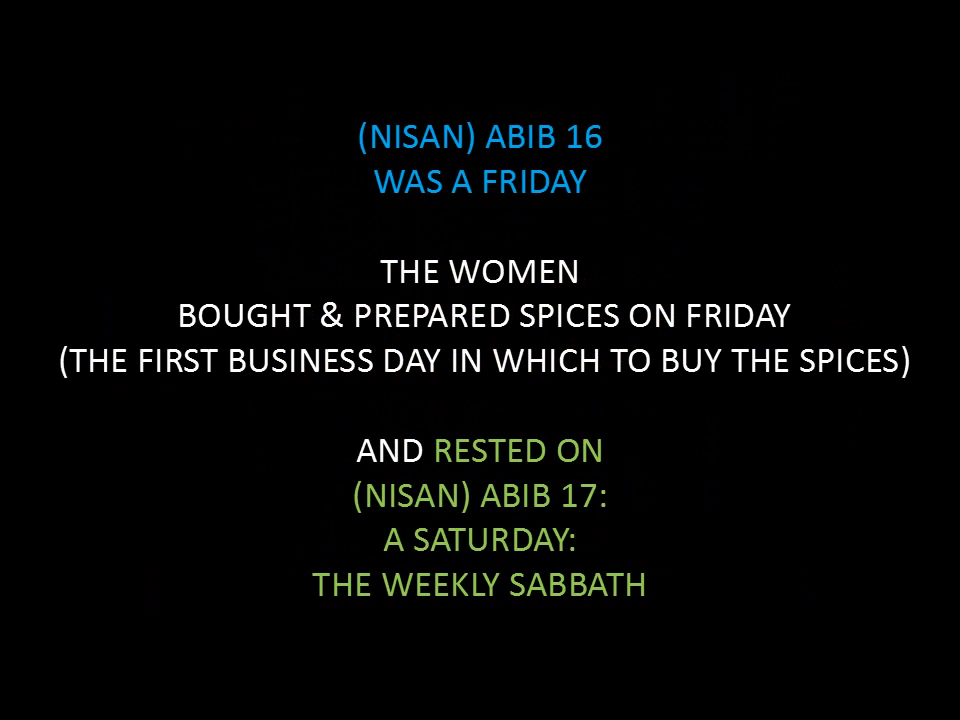 (NISAN) ABIB 16
WAS A FRIDAY
THE WOMEN
BOUGHT & PREPARED SPICES ON FRIDAY
(THE FIRST BUSINESS DAY IN WHICH TO BUY THE SPICES)
AND RESTED ON
(NISAN) ABIB 17:
A SATURDAY:
THE WEEKLY SABBATH